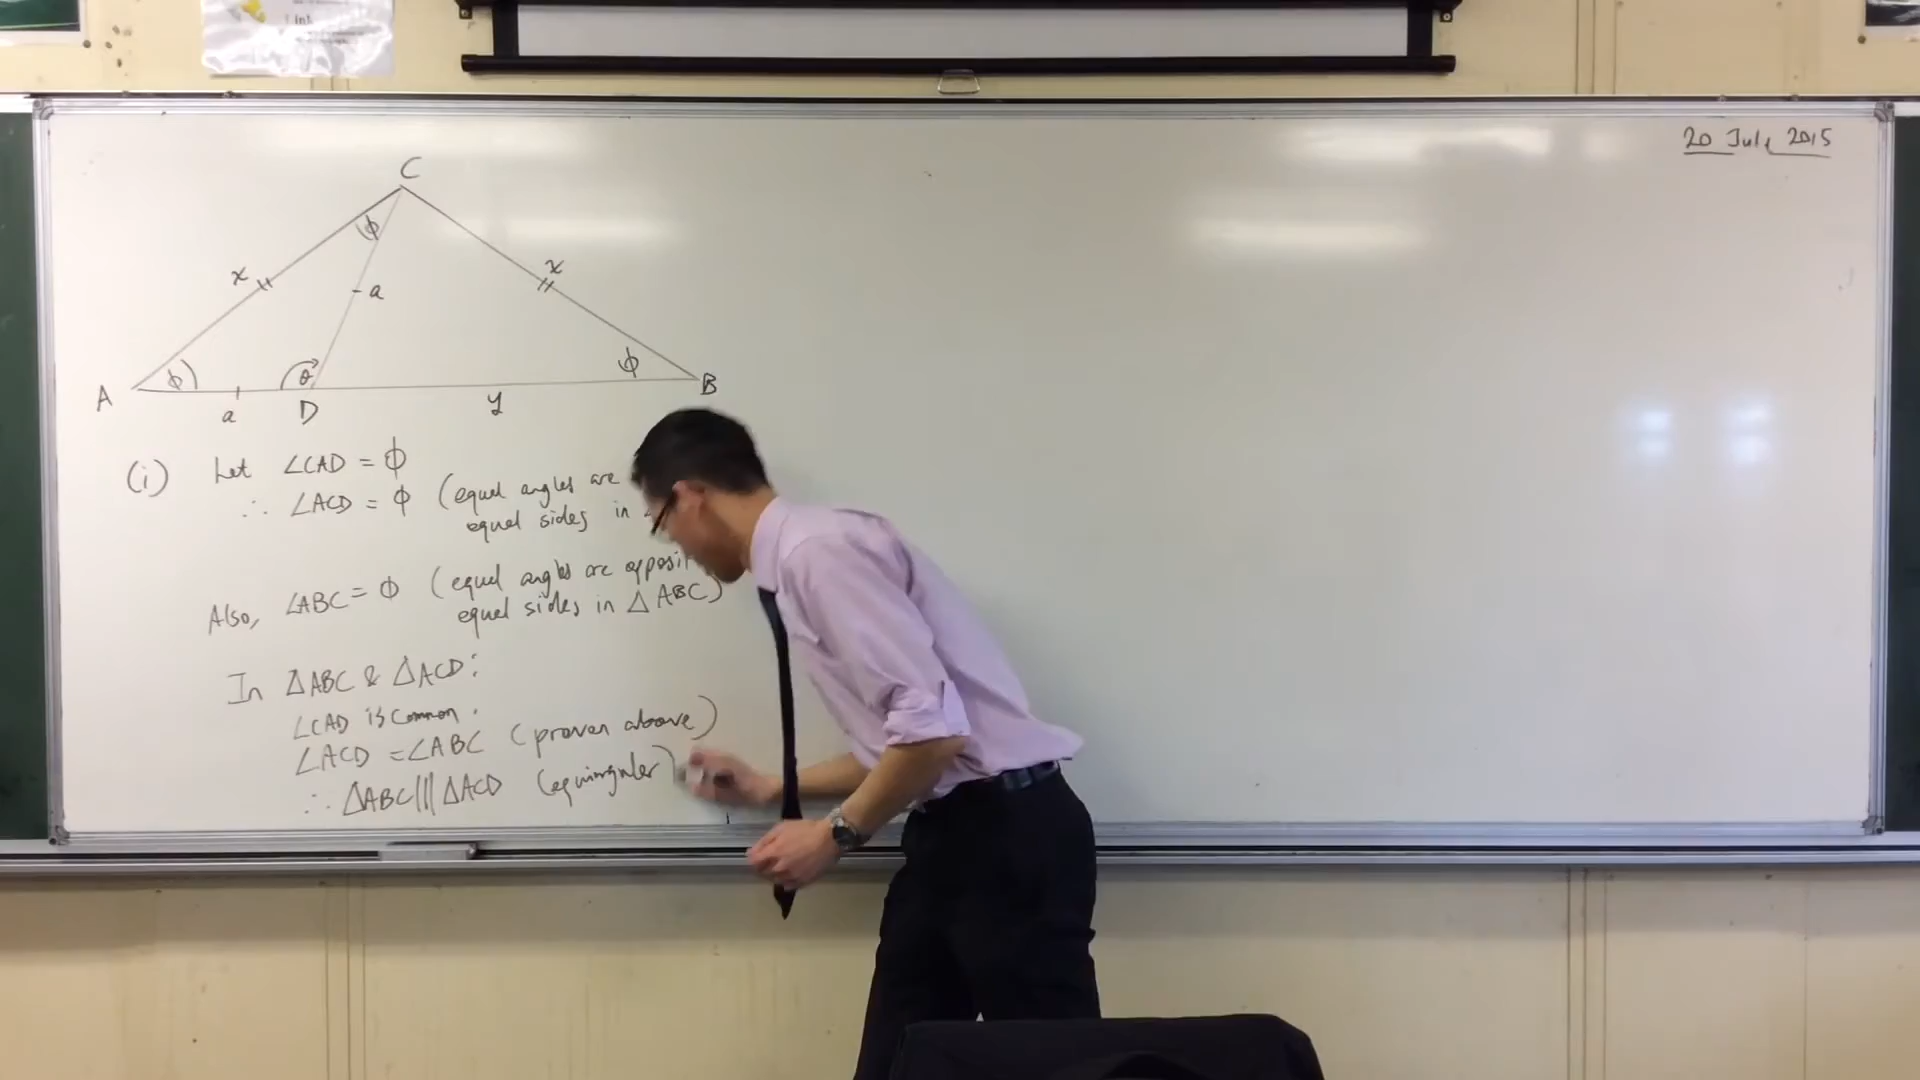 20 July 2015
C
φ
x
x
a
φ
θ
φ
A
a
D
y
B
(i) Let ∠CAD = φ
∴ ∠ACD = φ (equal angles are
equal sides in
Also, ∠ABC = φ (equal angles are
equal sides in △ABC)
In △ABC & △ACD:
∠CAD is common.
∠ACD = ∠ABC (proven above)
∴ △ABC ||| △ACD (equiangular)